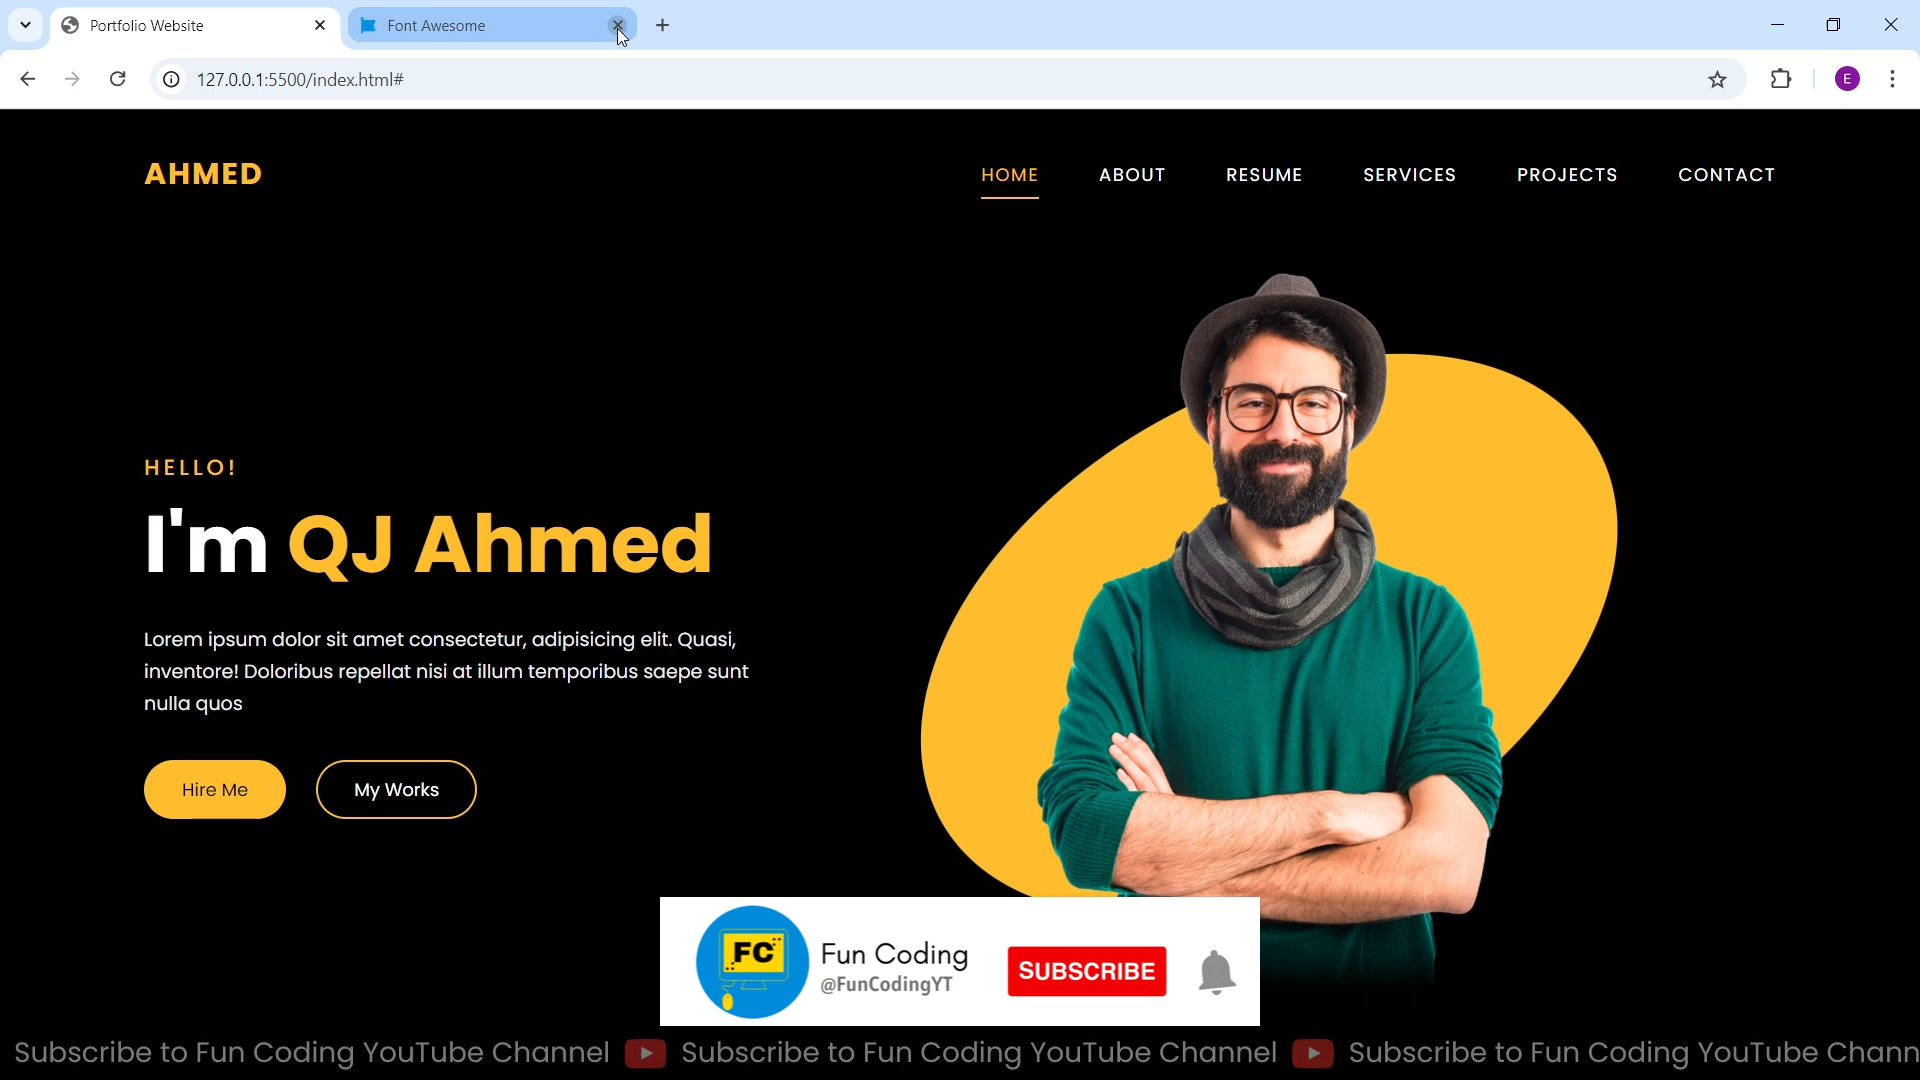 Portfolio Website
Font Awesome
127.0.0.1:5500/index.html#
E
AHMED
HOME ABOUT RESUME SERVICES PROJECTS CONTACT
HELLO!
I'm QJ Ahmed
Lorem ipsum dolor sit amet consectetur, adipisicing elit. Quasi,
inventore! Doloribus repellat nisi at illum temporibus saepe sunt
nulla quos
Hire Me
My Works
FC
Fun Coding
@FunCodingYT
SUBSCRIBE
Subscribe to Fun Coding YouTube Channel Subscribe to Fun Coding YouTube Channel Subscribe to Fun Coding YouTube Chann